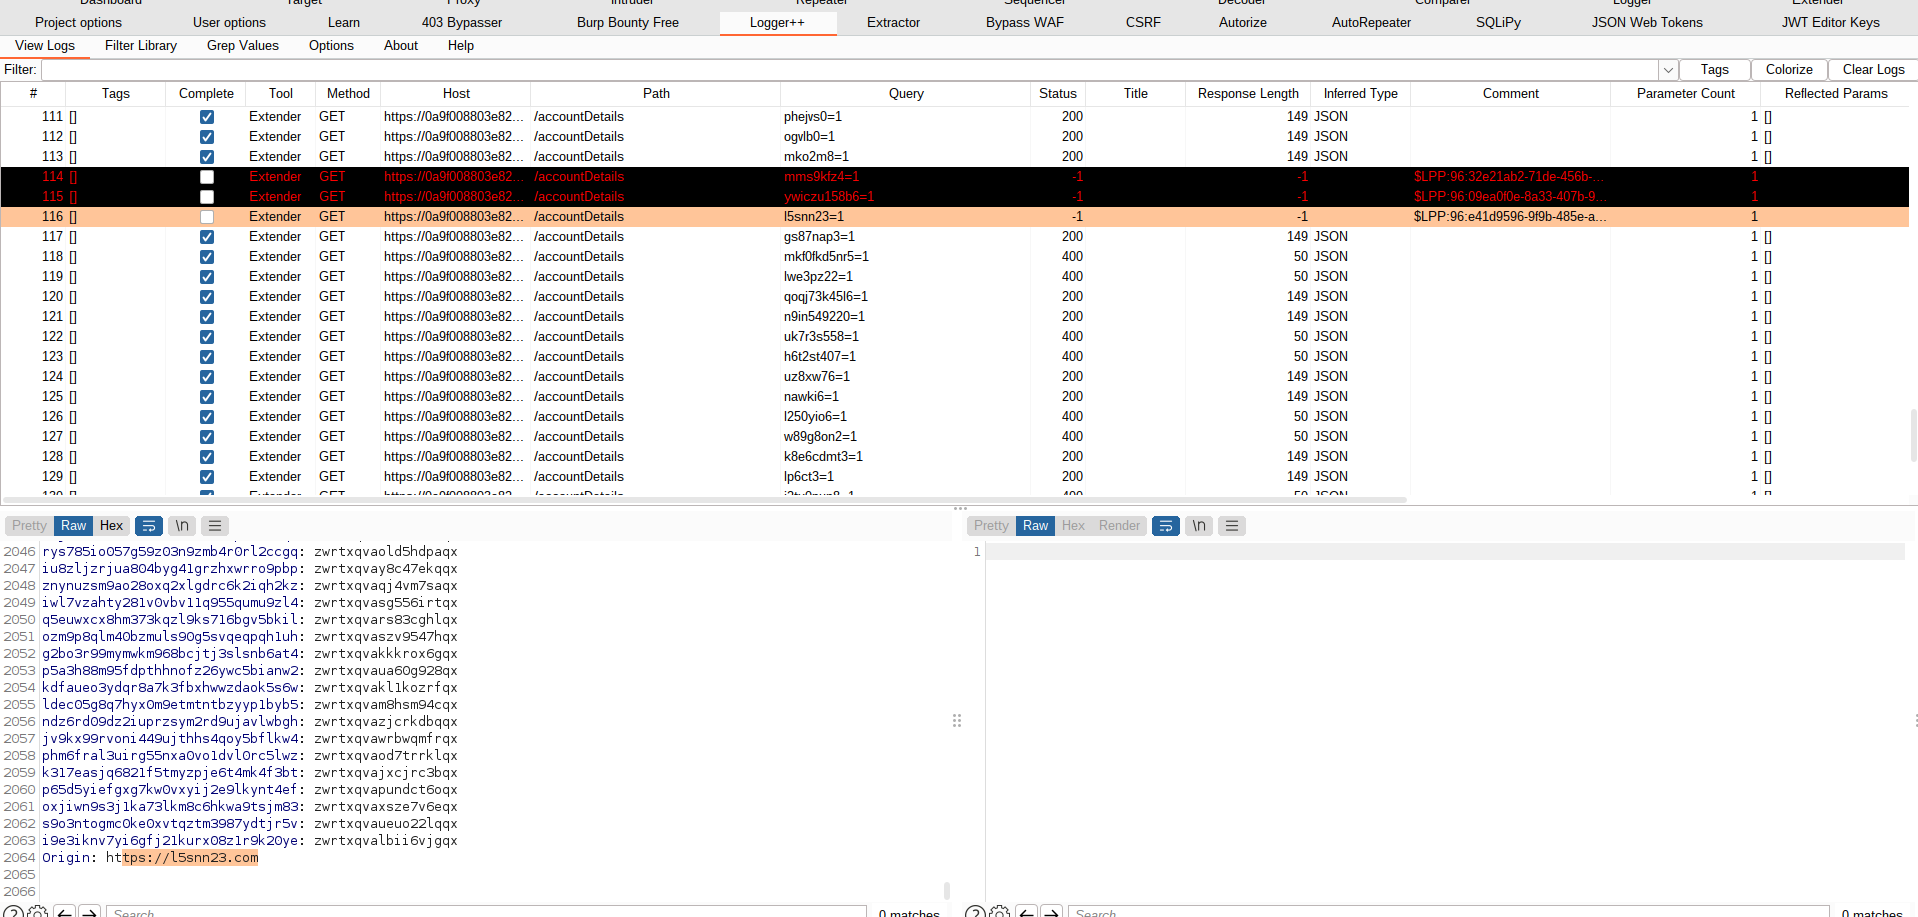 Dashboard Target Proxy Intruder Repeater Sequencer Decoder Comparer Logger Extender
Project options User options Learn 403 Bypasser Burp Bounty Free Logger++ Extractor Bypass WAF CSRF Autorize AutoRepeater SQLiPy JSON Web Tokens JWT Editor Keys
View Logs Filter Library Grep Values Options About Help
Filter: Tags Colorize Clear Logs
# Tags Complete Tool Method Host Path Query Status Title Response Length Inferred Type Comment Parameter Count Reflected Params
111 [] Extender GET https://0a9f008803e82... /accountDetails phejvs0=1 200 149 JSON 1 []
112 [] Extender GET https://0a9f008803e82... /accountDetails ogvlb0=1 200 149 JSON 1 []
113 [] Extender GET https://0a9f008803e82... /accountDetails mko2m8=1 200 149 JSON 1 []
114 [] Extender GET https://0a9f008803e82... /accountDetails mms9kfz4=1 -1 -1 $LPP:96:32e21ab2-71de-456b-... 1
115 [] Extender GET https://0a9f008803e82... /accountDetails ywiczu158b6=1 -1 -1 $LPP:96:09ea0f0e-8a33-407b-9... 1
116 [] Extender GET https://0a9f008803e82... /accountDetails l5snn23=1 -1 -1 $LPP:96:e41d9596-9f9b-485e-a... 1
117 [] Extender GET https://0a9f008803e82... /accountDetails gs87nap3=1 200 149 JSON 1 []
118 [] Extender GET https://0a9f008803e82... /accountDetails mkf0fkd5nr5=1 400 50 JSON 1 []
119 [] Extender GET https://0a9f008803e82... /accountDetails lwe3pz22=1 400 50 JSON 1 []
120 [] Extender GET https://0a9f008803e82... /accountDetails qoqj73k45l6=1 200 149 JSON 1 []
121 [] Extender GET https://0a9f008803e82... /accountDetails n9in549220=1 200 149 JSON 1 []
122 [] Extender GET https://0a9f008803e82... /accountDetails uk7r3s558=1 400 50 JSON 1 []
123 [] Extender GET https://0a9f008803e82... /accountDetails h6t2st407=1 400 50 JSON 1 []
124 [] Extender GET https://0a9f008803e82... /accountDetails uz8xw76=1 200 149 JSON 1 []
125 [] Extender GET https://0a9f008803e82... /accountDetails nawki6=1 200 149 JSON 1 []
126 [] Extender GET https://0a9f008803e82... /accountDetails l250yio6=1 400 50 JSON 1 []
127 [] Extender GET https://0a9f008803e82... /accountDetails w89g8on2=1 400 50 JSON 1 []
128 [] Extender GET https://0a9f008803e82... /accountDetails k8e6cdmt3=1 200 149 JSON 1 []
129 [] Extender GET https://0a9f008803e82... /accountDetails lp6ct3=1 200 149 JSON 1 []
Pretty Raw Hex \n
2046 rys785io057g59z03n9zmb4r0rl2ccgq: zwrtxqvaold5hdpaqx
2047 iu8zljzrjua804byg41grzhxwrro9pbp: zwrtxqvay8c47ekqqx
2048 znynuzsm9ao28oxq2xlgdrc6k2iqh2kz: zwrtxqvaqj4vm7saqx
2049 iwl7vzahty281v0vbv11q955qumu9zl4: zwrtxqvasg556irtqx
2050 q5euwxcx8hm373kqzl9ks716bgv5bkil: zwrtxqvars83cghlqx
2051 ozm9p8qlm40bzmuls90g5svqeqpqh1uh: zwrtxqvaszv9547hqx
2052 g2bo3r99mymwkm968bcjtj3slsnb6at4: zwrtxqvakkkrox6gqx
2053 p5a3h88m95fdpthhnofz26ywc5bianw2: zwrtxqvaua60g928qx
2054 kdfaueo3ydqr8a7k3fbxhwwzdaok5s6w: zwrtxqvakl1kozrfqx
2055 ldec05g8q7hyx0m9etmtntbzyyp1byb5: zwrtxqvam8hsm94cqx
2056 ndz6rd09dz2iuprzsym2rd9ujavlwbgh: zwrtxqvazjcrkdbqqx
2057 jv9kx99rvoni449ujthhs4qoy5bflkw4: zwrtxqvawrbwqmfrqx
2058 phm6fral3uirg55nxa0vo1dvl0rc5lwz: zwrtxqvaod7trrklqx
2059 k317easjq6821f5tmyzpje6t4mk4f3bt: zwrtxqvajxcjrc3bqx
2060 p65d5yiefgxg7kw0vxyij2e9lkynt4ef: zwrtxqvapundct6oqx
2061 oxjiwn9s3j1ka73lkm8c6hkwa9tsjm83: zwrtxqvaxsze7v6eqx
2062 s9o3ntogmc0ke0xvtqztm3987ydtjr5v: zwrtxqvaueuo22lqqx
2063 i9e3iknv7yi6gfj21kurx08z1r9k20ye: zwrtxqvalbii6vjgqx
2064 Origin: https://l5snn23.com
2065
2066
Search 0 matches
Pretty Raw Hex Render \n
1
Search 0 matches